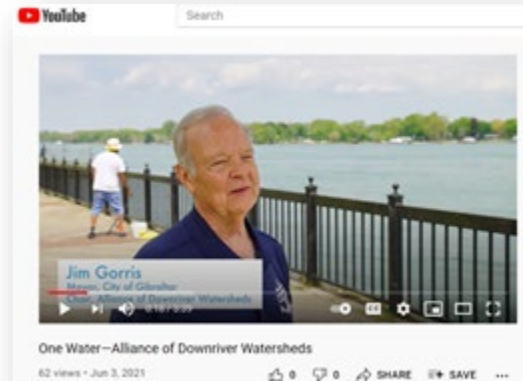 YouTube
Search
Jim Gorris
Mayor, City of Gibraltar
Chair, Alliance of Downriver Watersheds
One Water—Alliance of Downriver Watersheds
62 views • Jun 3, 2021
0
0
SHARE
SAVE